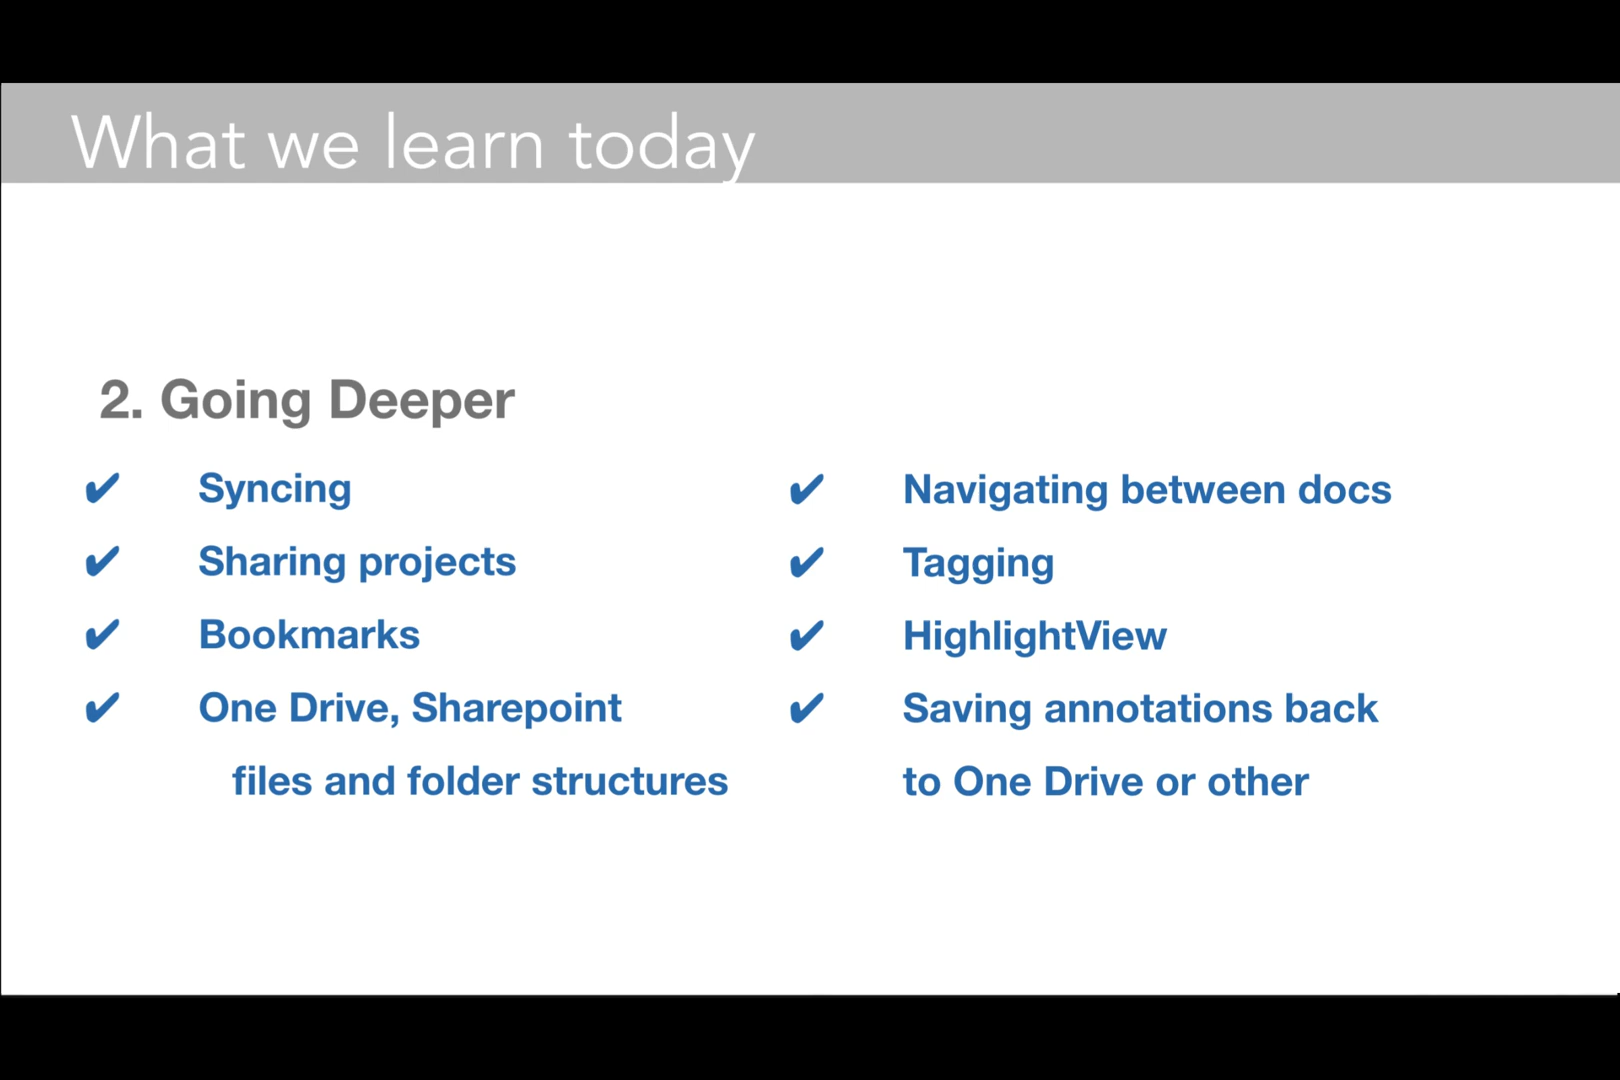 What we learn today
2. Going Deeper
✔ Syncing
✔ Sharing projects
✔ Bookmarks
✔ One Drive, Sharepoint
files and folder structures
✔ Navigating between docs
✔ Tagging
✔ HighlightView
✔ Saving annotations back
to One Drive or other